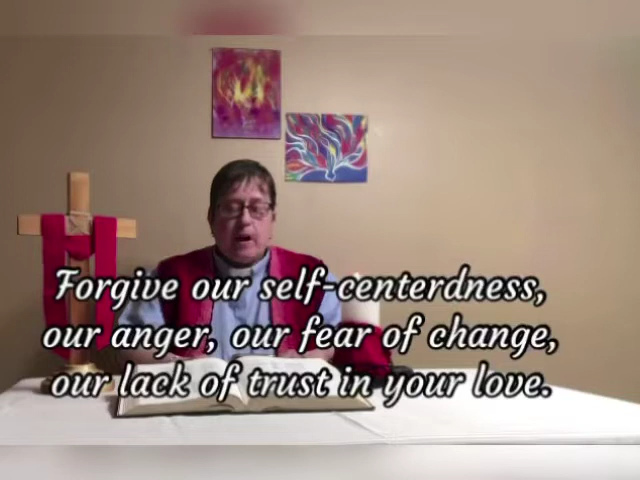 Forgive our self-centerdness,
our anger, our fear of change,
our lack of trust in your love.